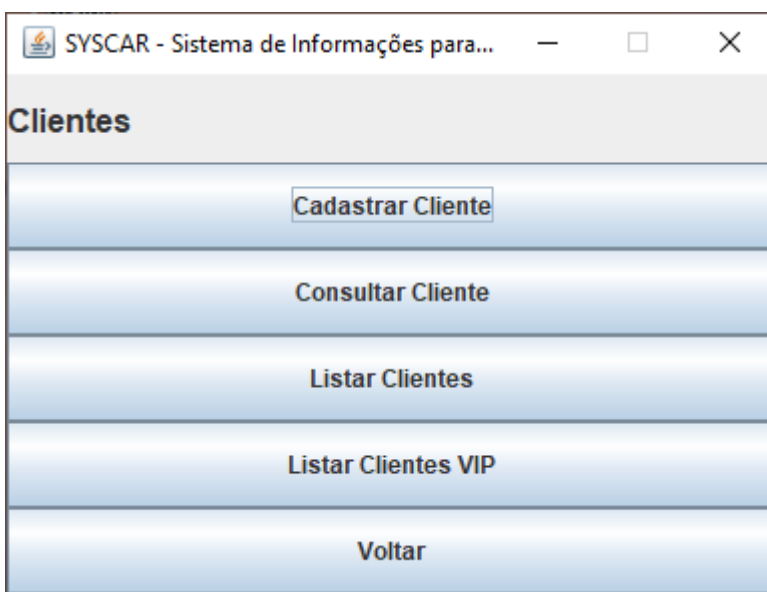 SYSCAR - Sistema de Informações para...
Clientes
Cadastrar Cliente
Consultar Cliente
Listar Clientes
Listar Clientes VIP
Voltar